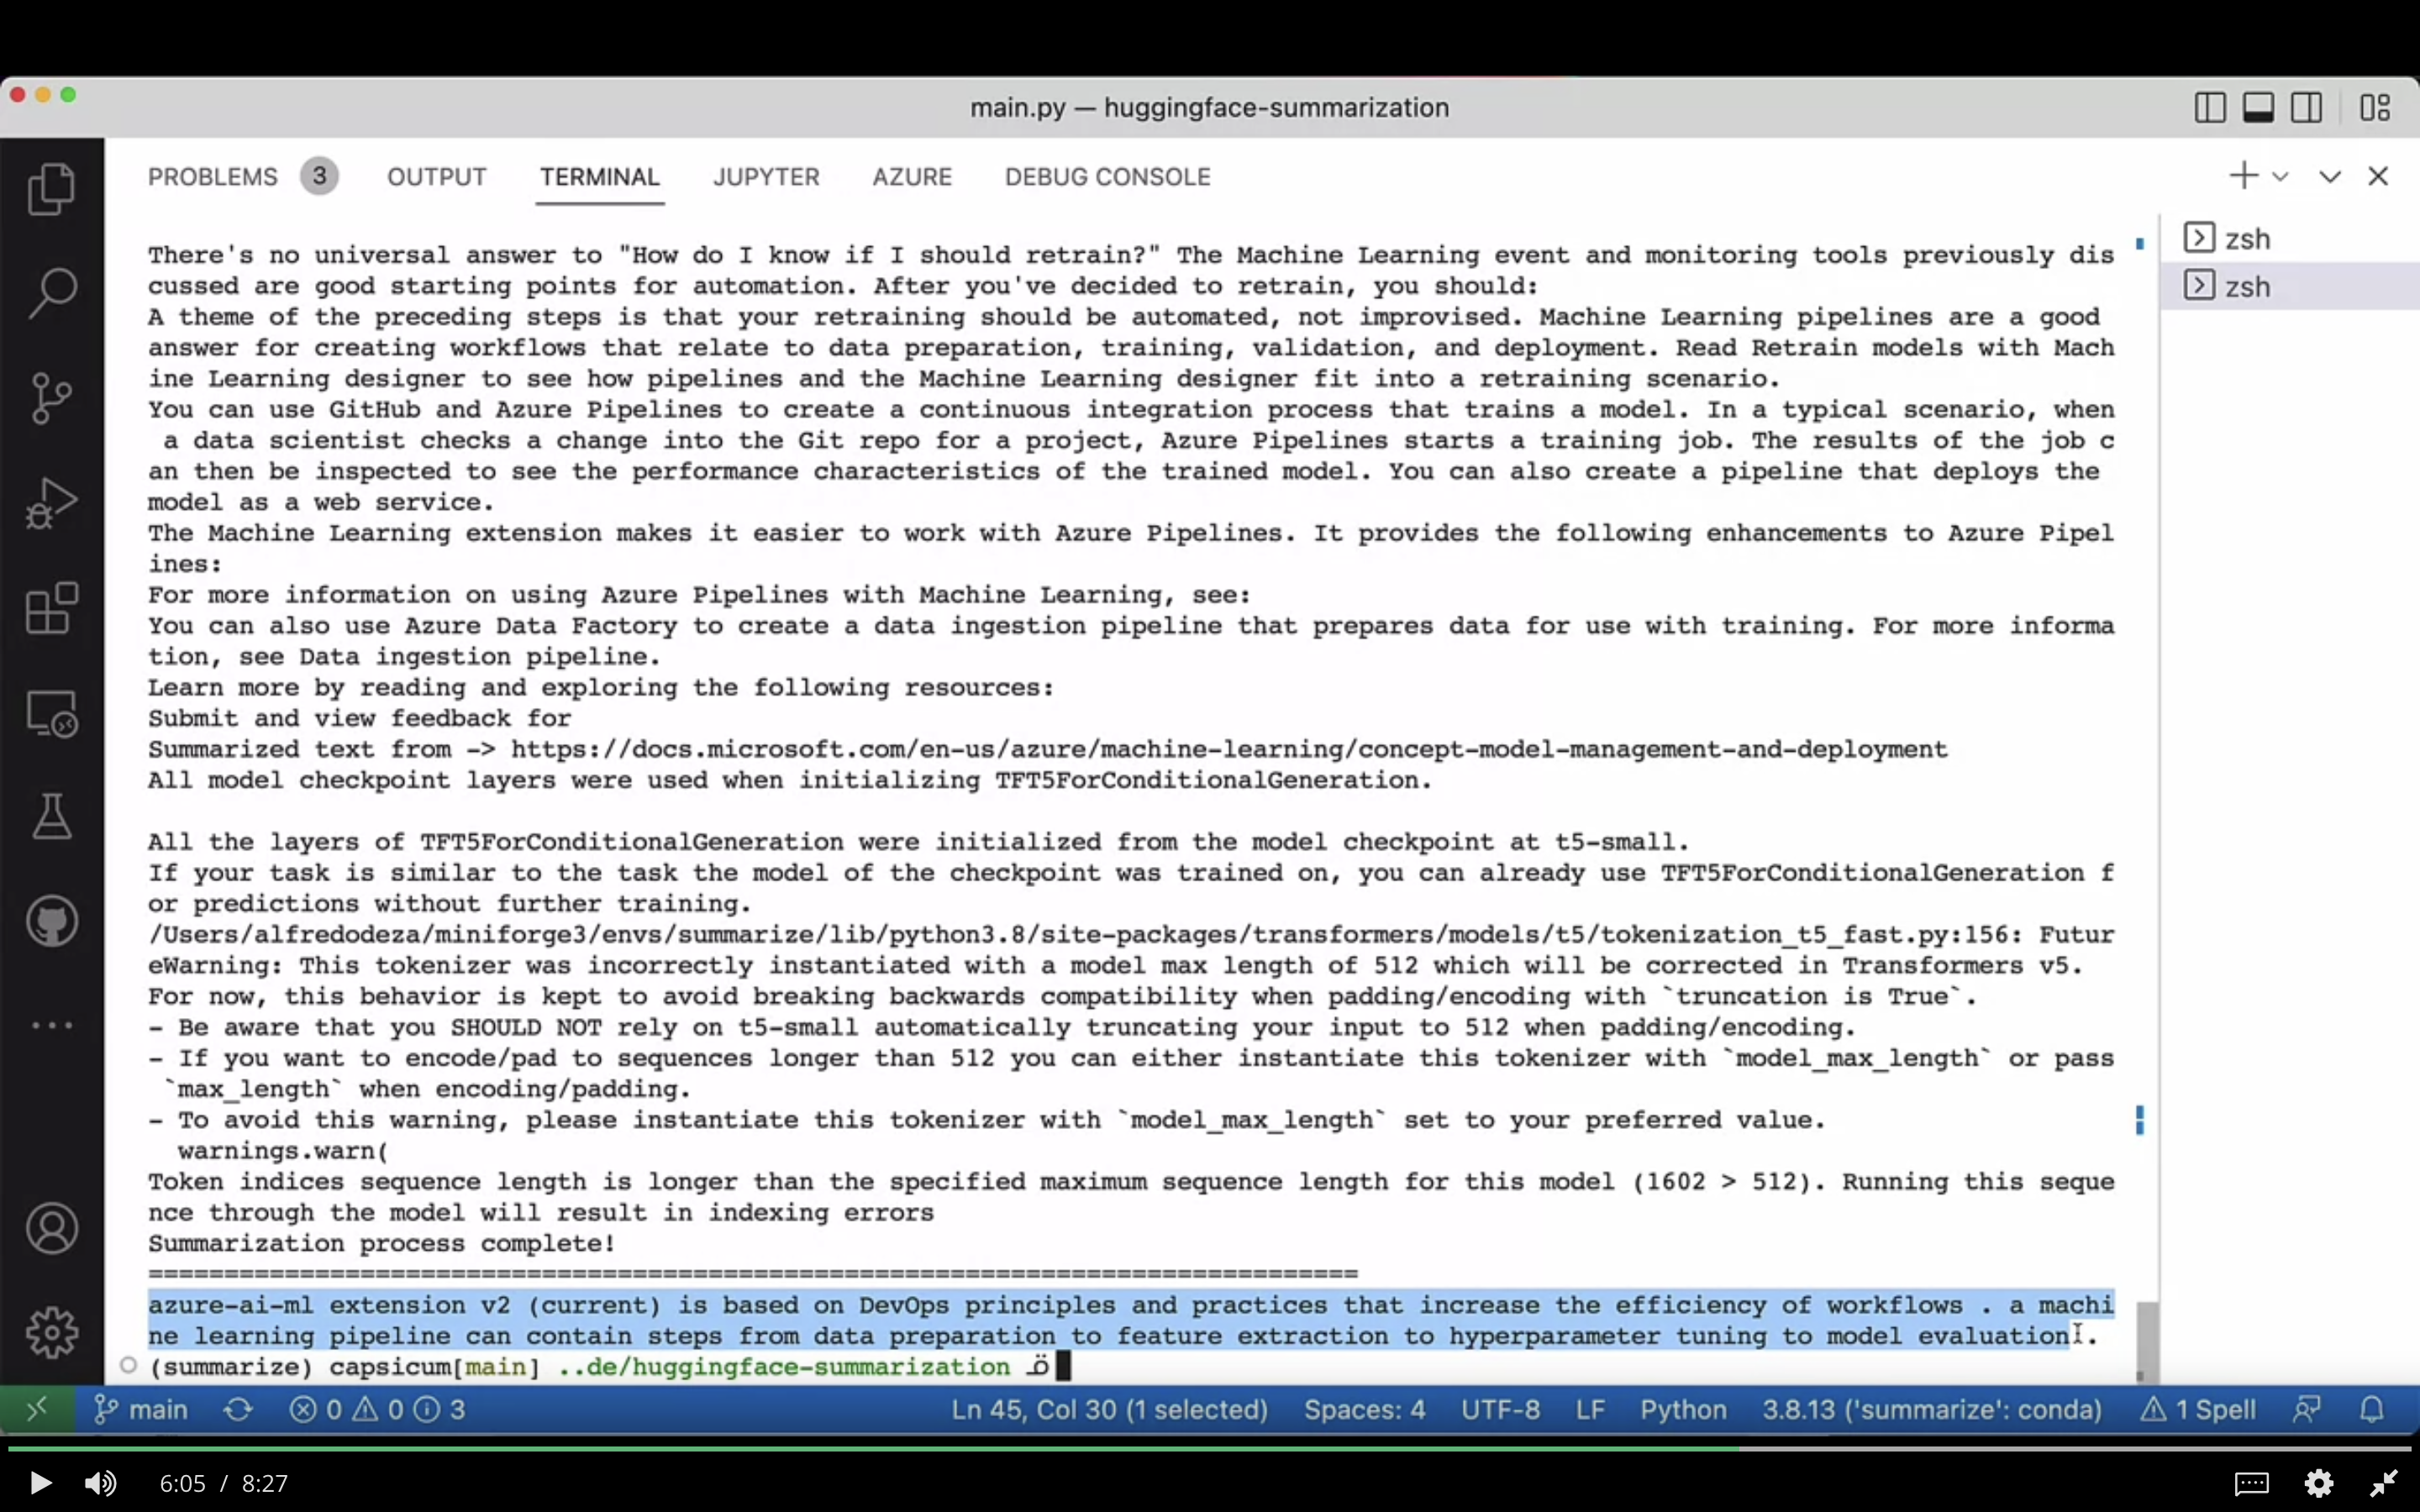 main.py — huggingface-summarization
PROBLEMS 3 OUTPUT TERMINAL JUPYTER AZURE DEBUG CONSOLE
There's no universal answer to "How do I know if I should retrain?" The Machine Learning event and monitoring tools previously dis
cussed are good starting points for automation. After you've decided to retrain, you should:
A theme of the preceding steps is that your retraining should be automated, not improvised. Machine Learning pipelines are a good
answer for creating workflows that relate to data preparation, training, validation, and deployment. Read Retrain models with Mach
ine Learning designer to see how pipelines and the Machine Learning designer fit into a retraining scenario.
You can use GitHub and Azure Pipelines to create a continuous integration process that trains a model. In a typical scenario, when
 a data scientist checks a change into the Git repo for a project, Azure Pipelines starts a training job. The results of the job c
an then be inspected to see the performance characteristics of the trained model. You can also create a pipeline that deploys the
model as a web service.
The Machine Learning extension makes it easier to work with Azure Pipelines. It provides the following enhancements to Azure Pipel
ines:
For more information on using Azure Pipelines with Machine Learning, see:
You can also use Azure Data Factory to create a data ingestion pipeline that prepares data for use with training. For more informa
tion, see Data ingestion pipeline.
Learn more by reading and exploring the following resources:
Submit and view feedback for
Summarized text from -> https://docs.microsoft.com/en-us/azure/machine-learning/concept-model-management-and-deployment
All model checkpoint layers were used when initializing TFT5ForConditionalGeneration.
All the layers of TFT5ForConditionalGeneration were initialized from the model checkpoint at t5-small.
If your task is similar to the task the model of the checkpoint was trained on, you can already use TFT5ForConditionalGeneration f
or predictions without further training.
/Users/alfredodeza/miniforge3/envs/summarize/lib/python3.8/site-packages/transformers/models/t5/tokenization_t5_fast.py:156: Futur
eWarning: This tokenizer was incorrectly instantiated with a model max length of 512 which will be corrected in Transformers v5.
For now, this behavior is kept to avoid breaking backwards compatibility when padding/encoding with `truncation is True`.
- Be aware that you SHOULD NOT rely on t5-small automatically truncating your input to 512 when padding/encoding.
- If you want to encode/pad to sequences longer than 512 you can either instantiate this tokenizer with `model_max_length` or pass
 `max_length` when encoding/padding.
- To avoid this warning, please instantiate this tokenizer with `model_max_length` set to your preferred value.
  warnings.warn(
Token indices sequence length is longer than the specified maximum sequence length for this model (1602 > 512). Running this seque
nce through the model will result in indexing errors
Summarization process complete!
================================================================================
azure-ai-ml extension v2 (current) is based on DevOps principles and practices that increase the efficiency of workflows . a machi
ne learning pipeline can contain steps from data preparation to feature extraction to hyperparameter tuning to model evaluation .
(summarize) capsicum[main] ..de/huggingface-summarization
zsh
zsh
main 0 0 3 Ln 45, Col 30 (1 selected) Spaces: 4 UTF-8 LF Python 3.8.13 ('summarize': conda) 1 Spell
6:05 / 8:27